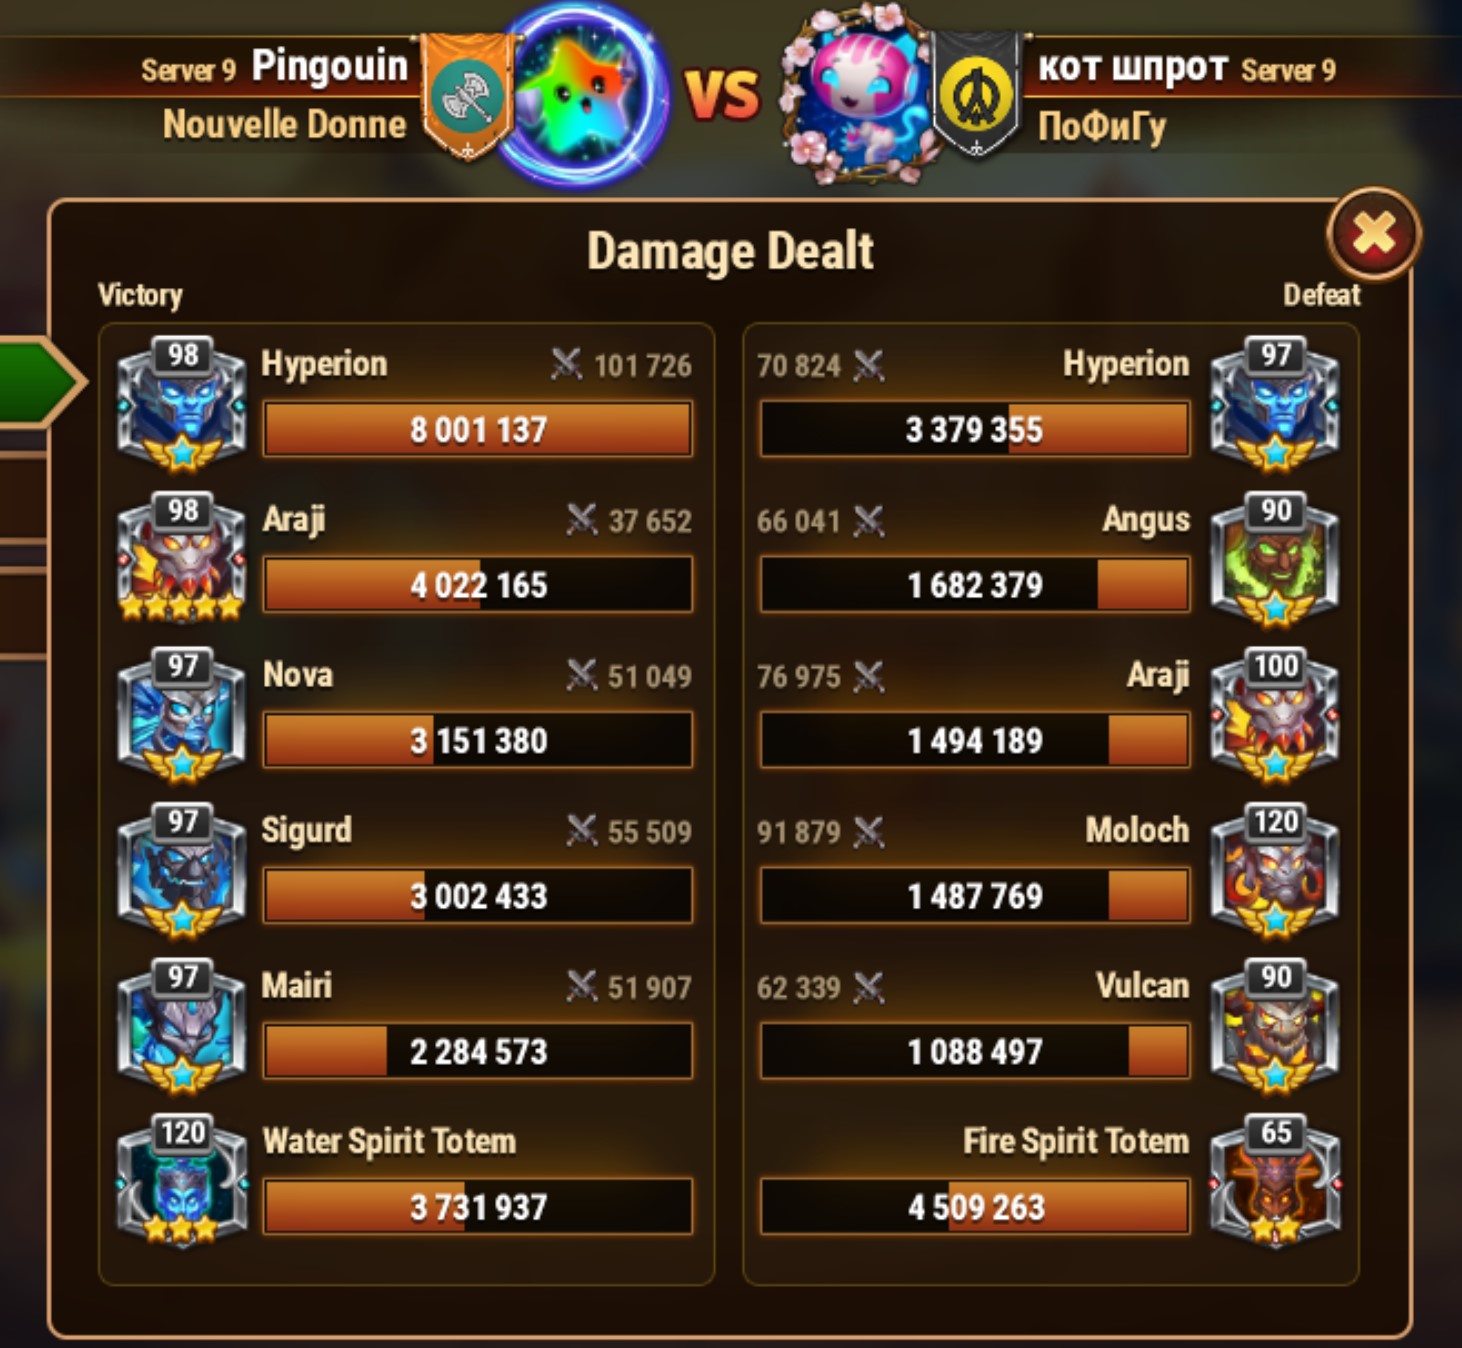 Server 9 Pingouin
Nouvelle Donne
VS
кот шпрот Server 9
ПоФиГу
Damage Dealt
Victory
Defeat
98 Hyperion 101 726
8 001 137
98 Araji 37 652
4 022 165
97 Nova 51 049
3 151 380
97 Sigurd 55 509
3 002 433
97 Mairi 51 907
2 284 573
120 Water Spirit Totem
3 731 937
70 824 Hyperion 97
3 379 355
66 041 Angus 90
1 682 379
76 975 Araji 100
1 494 189
91 879 Moloch 120
1 487 769
62 339 Vulcan 90
1 088 497
Fire Spirit Totem 65
4 509 263